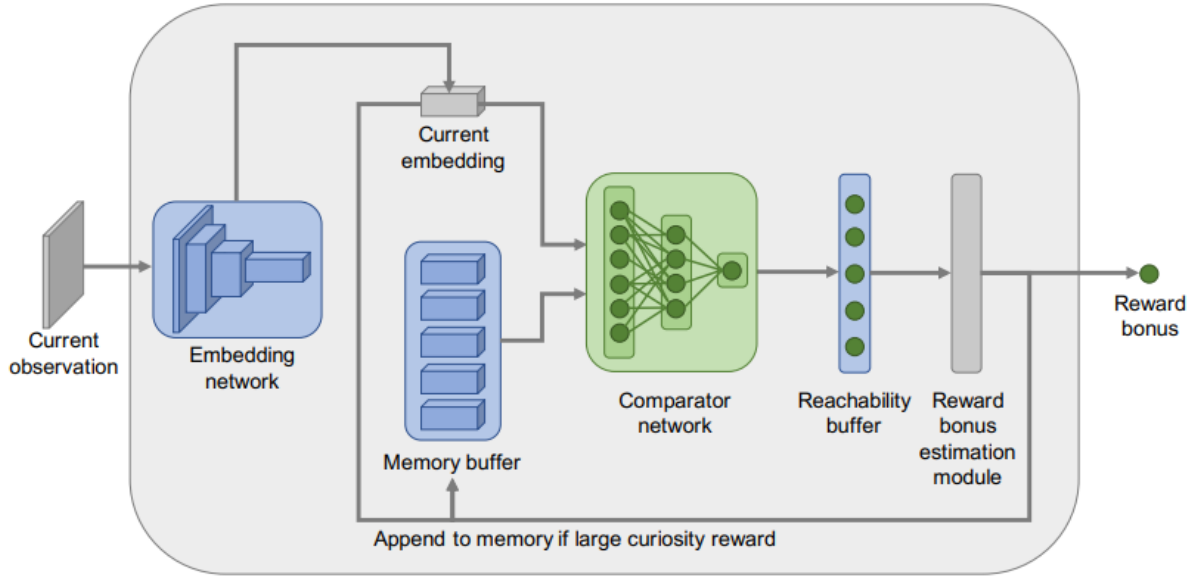 Current
embedding
Current
observation
Embedding
network
Memory buffer
Comparator
network
Reachability
buffer
Reward
bonus
estimation
module
Reward
bonus
Append to memory if large curiosity reward